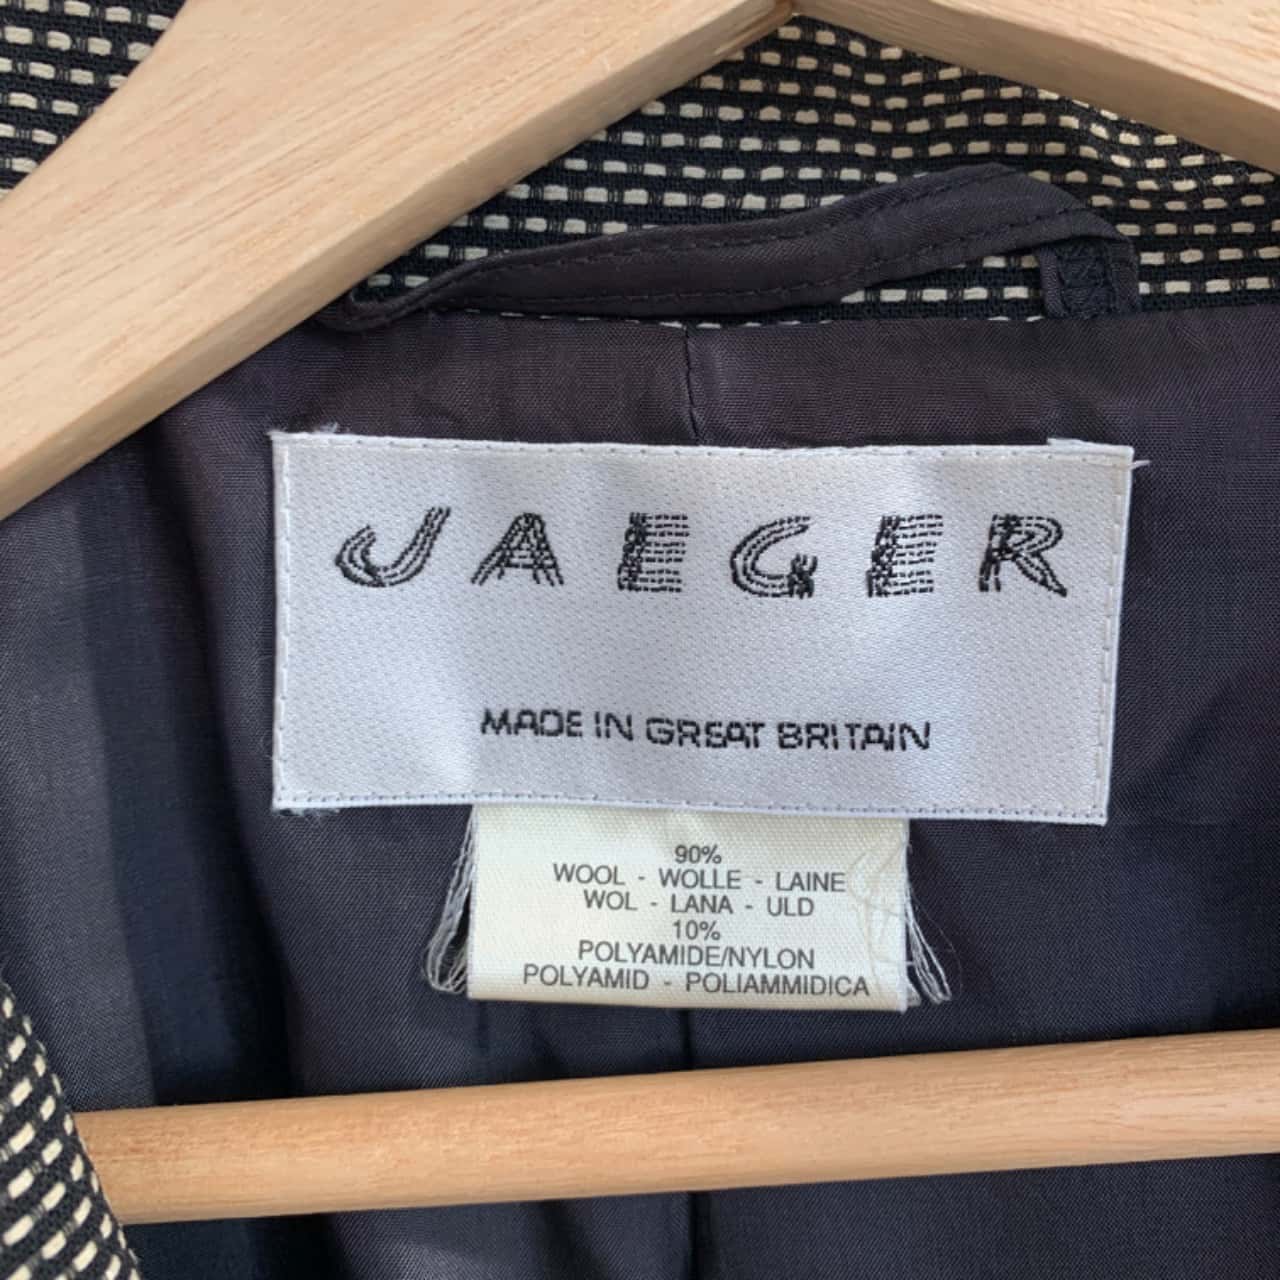 JAEGER
MADE IN GREAT BRITAIN
90%
WOOL - WOLLE - LAINE
WOL - LANA - ULD
10%
POLYAMIDE/NYLON
POLYAMID - POLIAMMIDICA